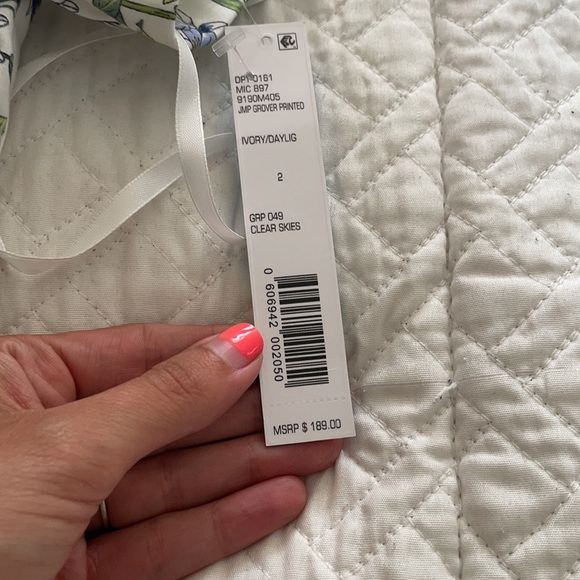 DPT 0161
MIC 897
9190M405
JMP GROVER PRINTED
IVORY/DAYLIG
2
GRP 049
CLEAR SKIES
0 606942 002050
MSRP $ 189.00